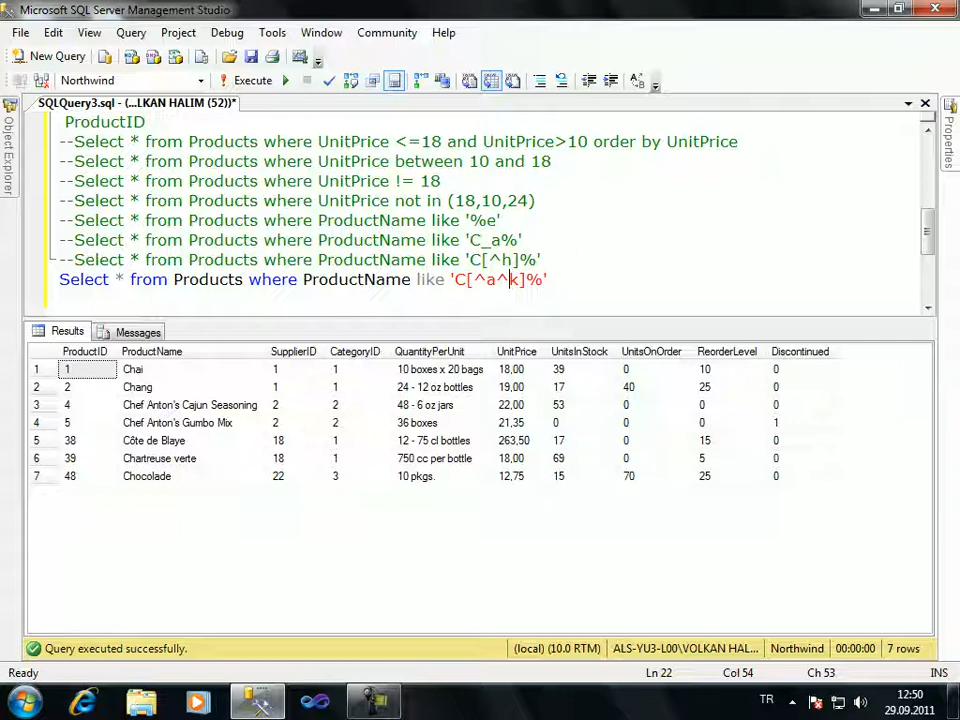 Microsoft SQL Server Management Studio
File Edit View Query Project Debug Tools Window Community Help
New Query
Northwind Execute
SQLQuery3.sql - (...LKAN HALIM (52))*
Object Explorer
Properties
ProductID
--Select * from Products where UnitPrice <=18 and UnitPrice>10 order by UnitPrice
--Select * from Products where UnitPrice between 10 and 18
--Select * from Products where UnitPrice != 18
--Select * from Products where UnitPrice not in (18,10,24)
--Select * from Products where ProductName like '%e'
--Select * from Products where ProductName like 'C_a%'
--Select * from Products where ProductName like 'C[^h]%'
Select * from Products where ProductName like 'C[^a^k]%'
Results Messages
ProductID ProductName SupplierID CategoryID QuantityPerUnit UnitPrice UnitsInStock UnitsOnOrder ReorderLevel Discontinued
1 1 Chai 1 1 10 boxes x 20 bags 18,00 39 0 10 0
2 2 Chang 1 1 24 - 12 oz bottles 19,00 17 40 25 0
3 4 Chef Anton's Cajun Seasoning 2 2 48 - 6 oz jars 22,00 53 0 0 0
4 5 Chef Anton's Gumbo Mix 2 2 36 boxes 21,35 0 0 0 1
5 38 Côte de Blaye 18 1 12 - 75 cl bottles 263,50 17 0 15 0
6 39 Chartreuse verte 18 1 750 cc per bottle 18,00 69 0 5 0
7 48 Chocolade 22 3 10 pkgs. 12,75 15 70 25 0
Query executed successfully. (local) (10.0 RTM) ALS-YU3-L00\VOLKAN HAL... Northwind 00:00:00 7 rows
Ready Ln 22 Col 54 Ch 53 INS
TR 12:50
29.09.2011